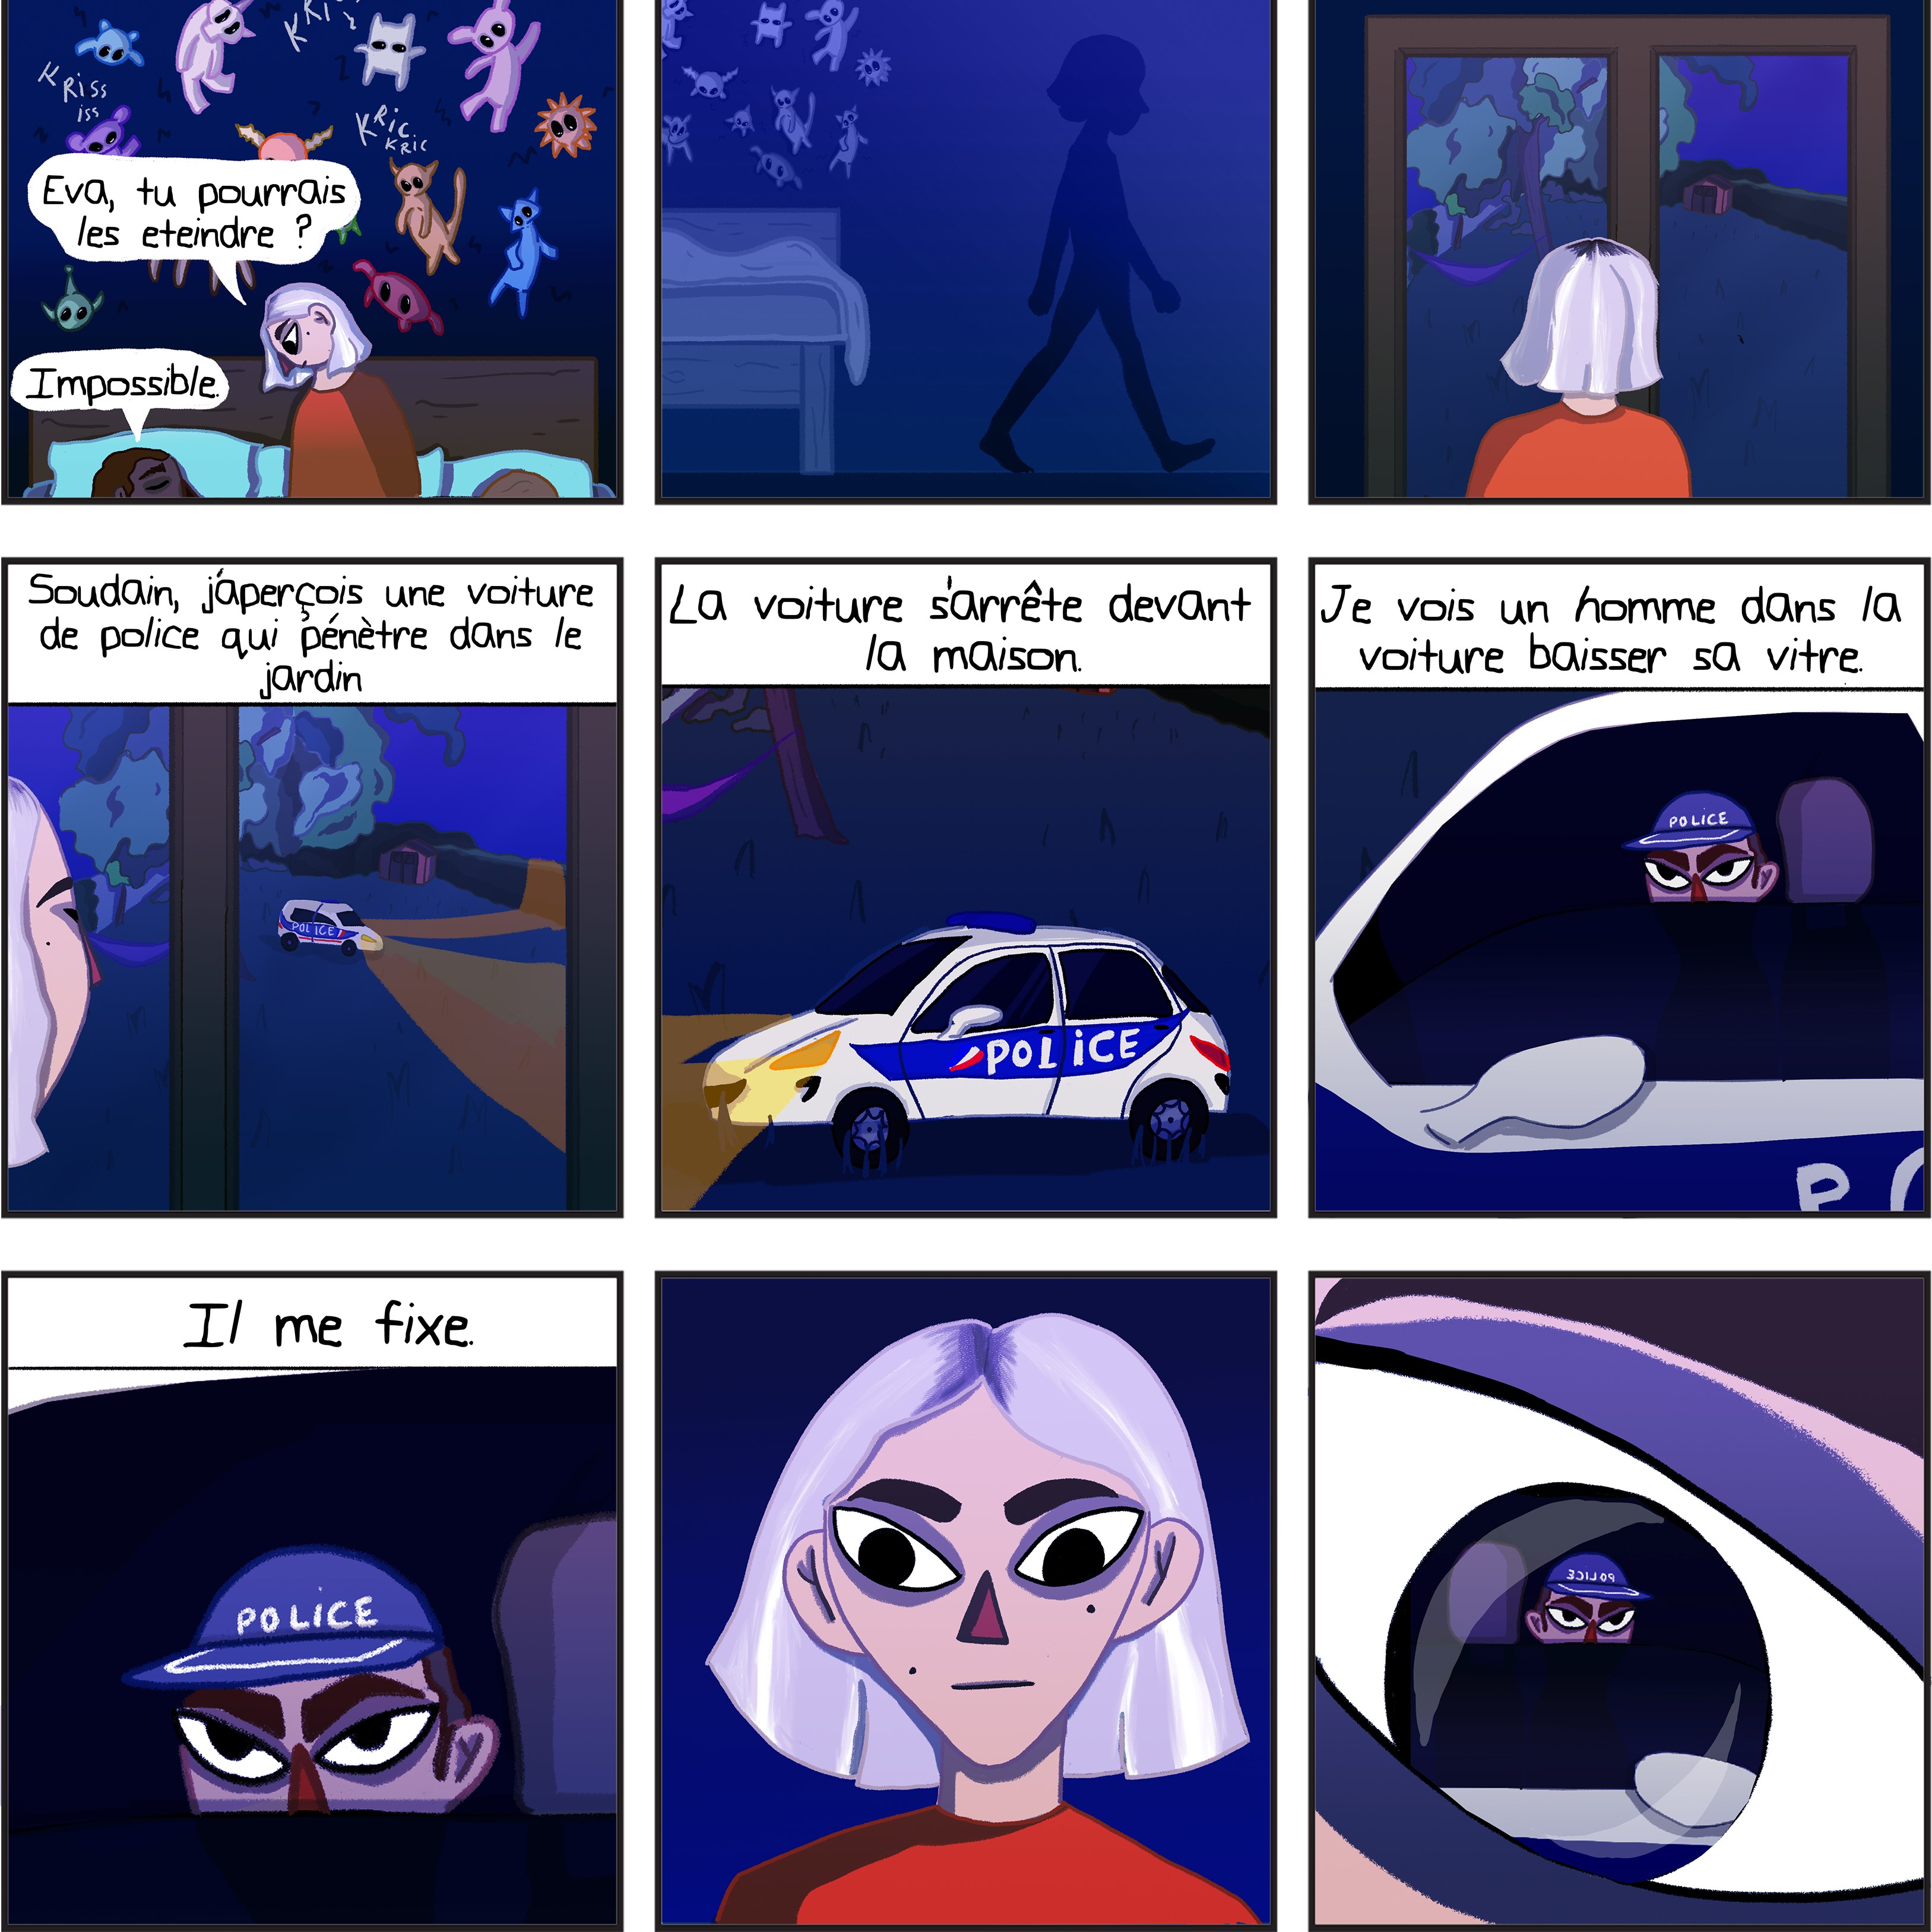 KRi
KRiSS
iss
KRIC
KRIC
Eva, tu pourrais
les eteindre ?
Impossible.
Soudain, j'aperçois une voiture
de police qui pénètre dans le
jardin
POLICE
La voiture s'arrête devant
la maison.
POLICE
Je vois un homme dans la
voiture baisser sa vitre.
POLICE
P
Il me fixe.
POLICE
POLICE